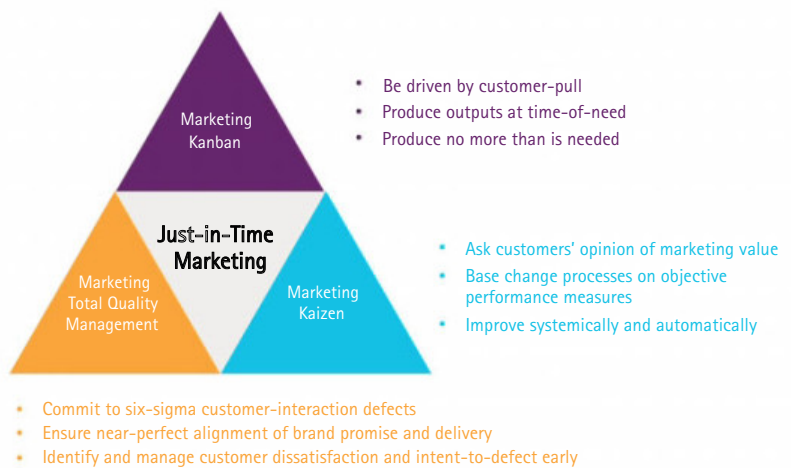 Marketing
Kanban
• Be driven by customer-pull
• Produce outputs at time-of-need
• Produce no more than is needed
Just-in-Time
Marketing
Marketing
Total Quality
Management
Marketing
Kaizen
• Ask customers' opinion of marketing value
• Base change processes on objective
performance measures
• Improve systemically and automatically
• Commit to six-sigma customer-interaction defects
• Ensure near-perfect alignment of brand promise and delivery
• Identify and manage customer dissatisfaction and intent-to-defect early